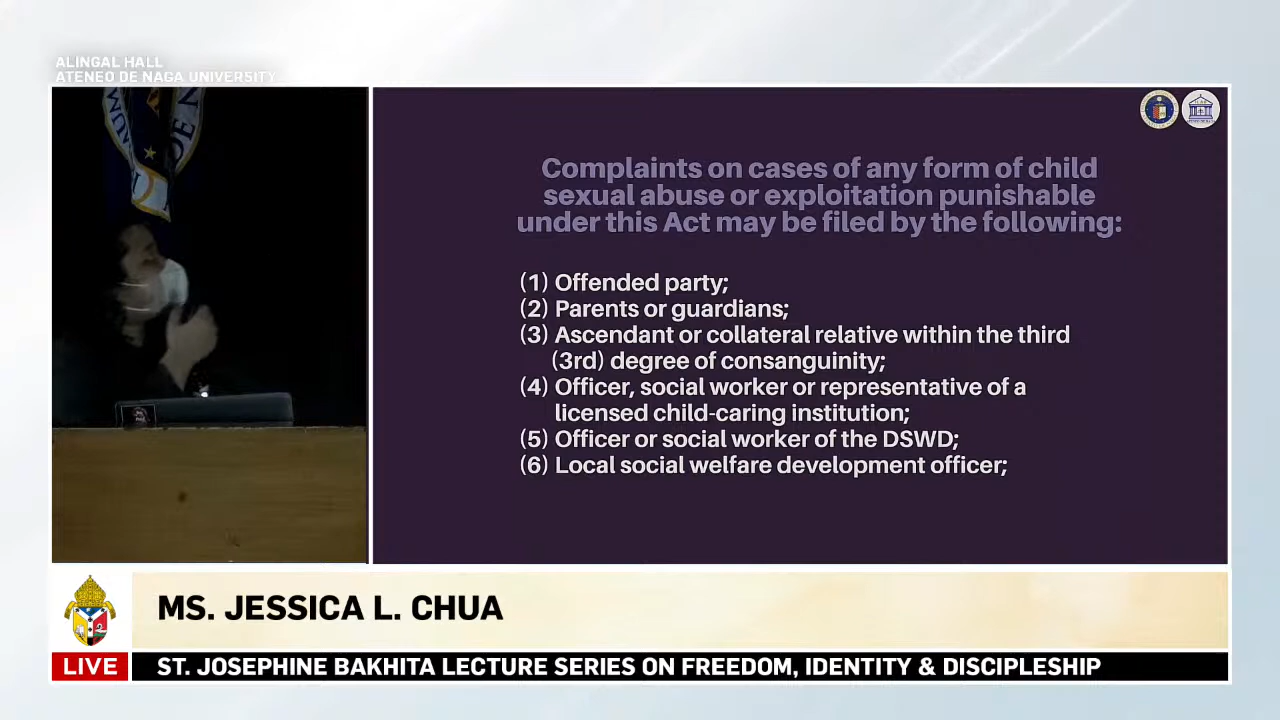 ALINGAL HALL
ATENEO DE NAGA UNIVERSITY
Complaints on cases of any form of child
sexual abuse or exploitation punishable
under this Act may be filed by the following:
(1) Offended party;
(2) Parents or guardians;
(3) Ascendant or collateral relative within the third
(3rd) degree of consanguinity;
(4) Officer, social worker or representative of a
licensed child-caring institution;
(5) Officer or social worker of the DSWD;
(6) Local social welfare development officer;
MS. JESSICA L. CHUA
LIVE
ST. JOSEPHINE BAKHITA LECTURE SERIES ON FREEDOM, IDENTITY & DISCIPLESHIP